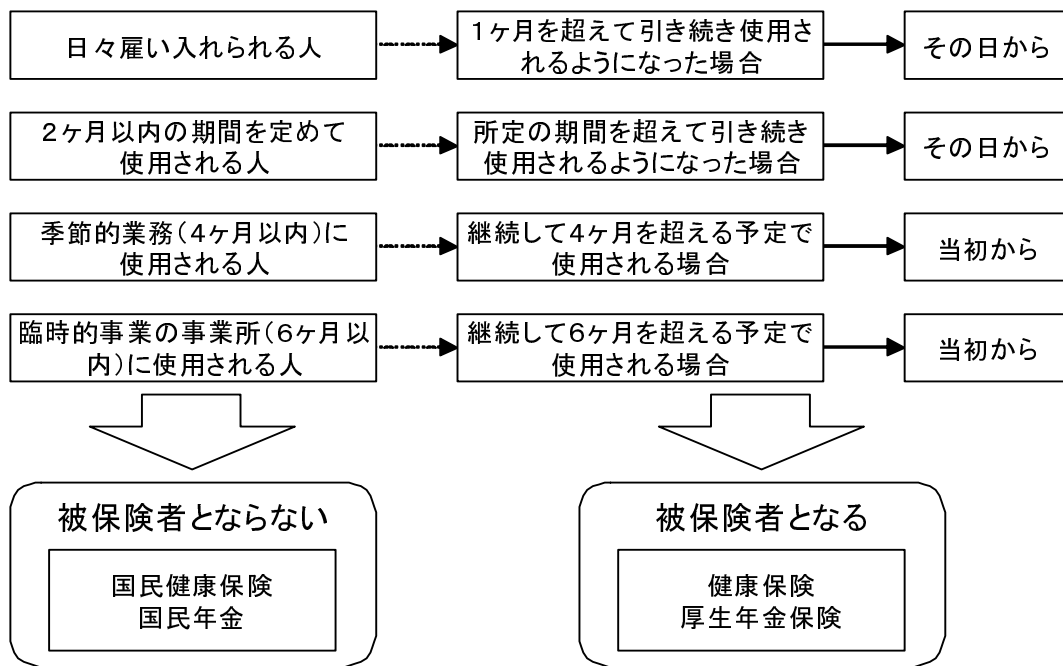 日々雇い入れられる人
1ヶ月を超えて引き続き使用さ
れるようになった場合
その日から
2ヶ月以内の期間を定めて
使用される人
所定の期間を超えて引き続き
使用されるようになった場合
その日から
季節的業務(4ヶ月以内)に
使用される人
継続して4ヶ月を超える予定で
使用される場合
当初から
臨時的事業の事業所(6ヶ月以
内)に使用される人
継続して6ヶ月を超える予定で
使用される場合
当初から
被保険者とならない
国民健康保険
国民年金
被保険者となる
健康保険
厚生年金保険